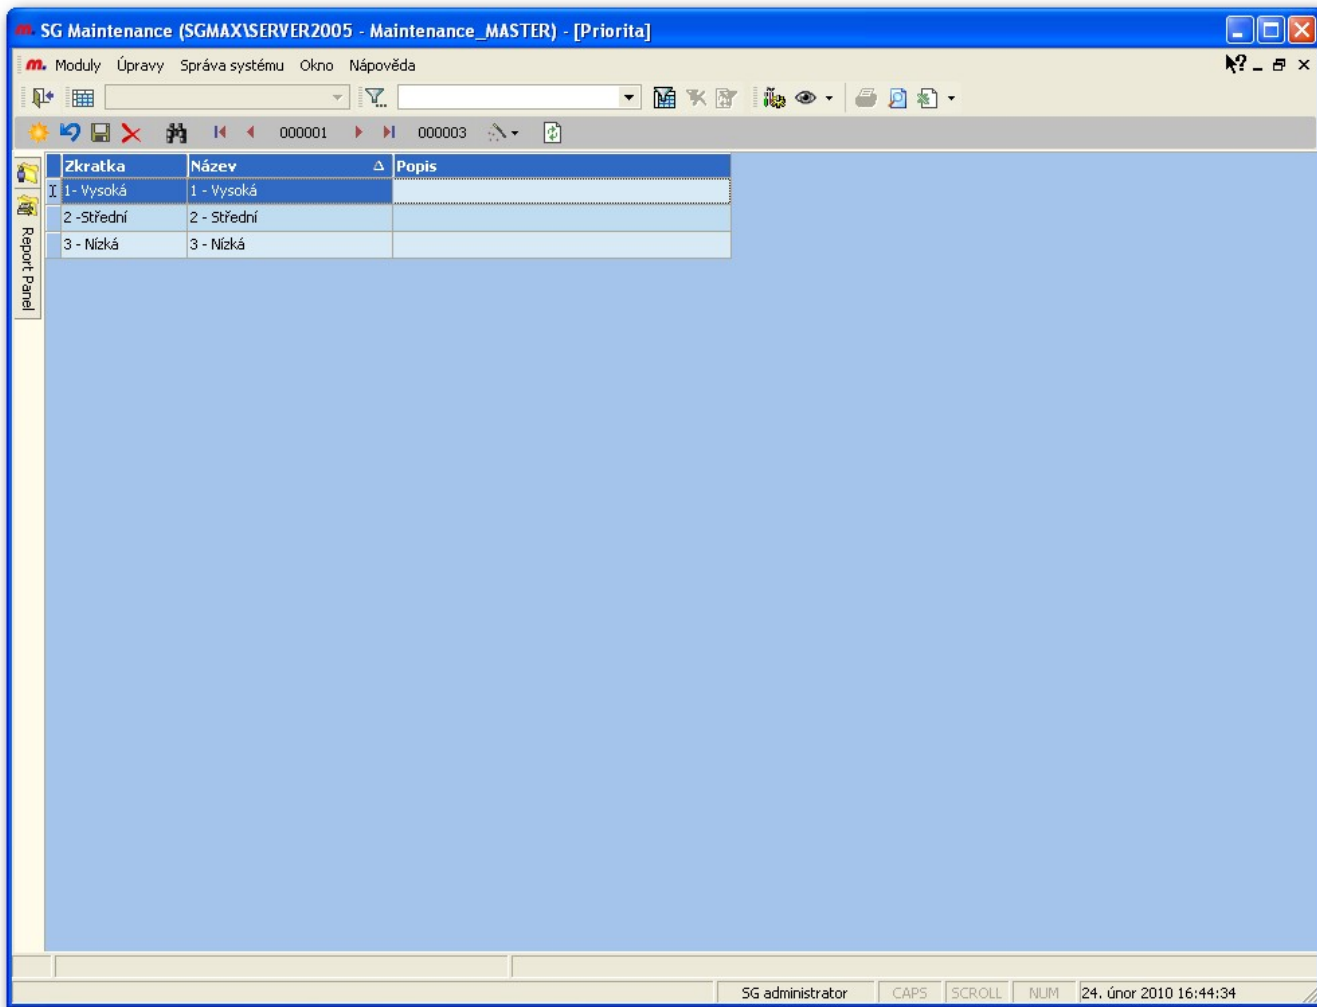 m. SG Maintenance (SGMAX\SERVER2005 - Maintenance_MASTER) - [Priorita]
m. Moduly Úpravy Správa systému Okno Nápověda
000001 000003
Zkratka Název Popis
1- Vysoká 1 - Vysoká
2 -Střední 2 - Střední
3 - Nízká 3 - Nízká
Report Panel
SG administrator CAPS SCROLL NUM 24. únor 2010 16:44:34